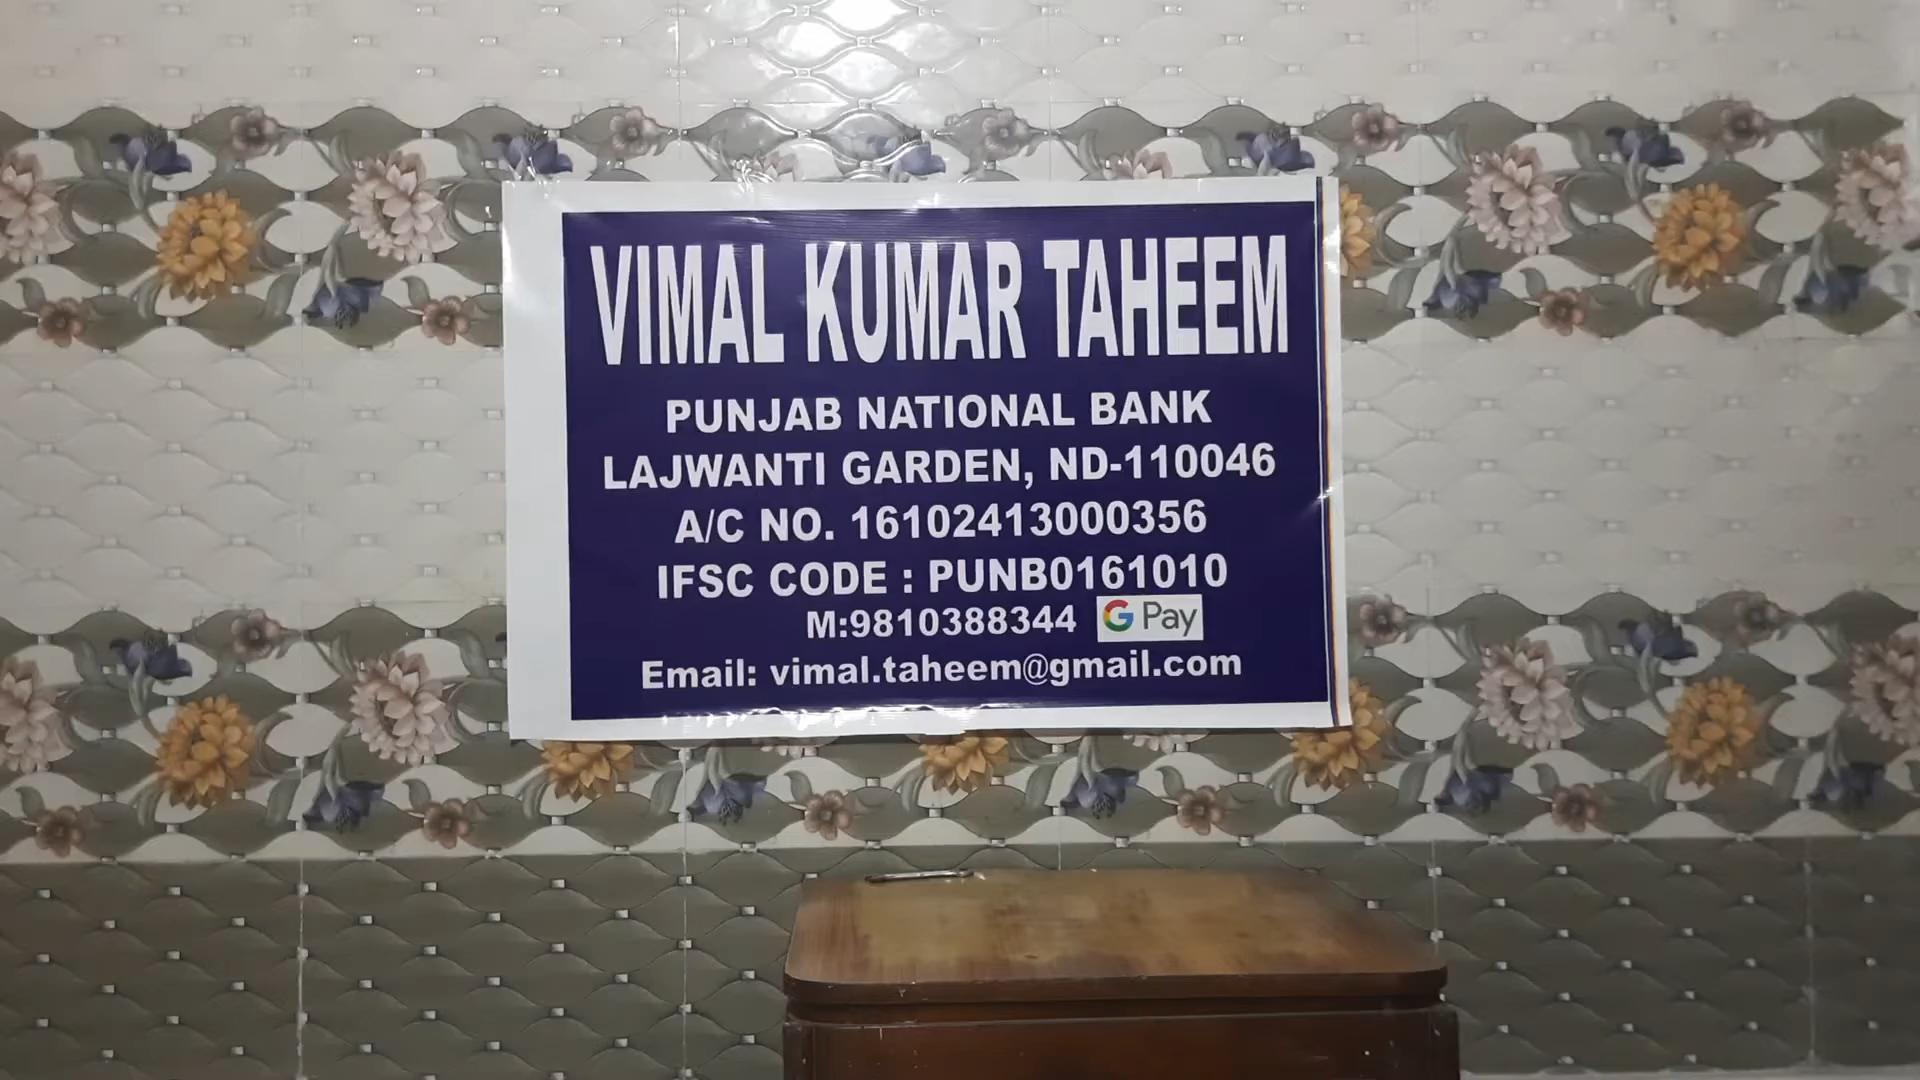 VIMAL KUMAR TAHEEM
PUNJAB NATIONAL BANK
LAJWANTI GARDEN, ND-110046
A/C NO. 16102413000356
IFSC CODE : PUNB0161010
M:9810388344 G Pay
Email: vimal.taheem@gmail.com